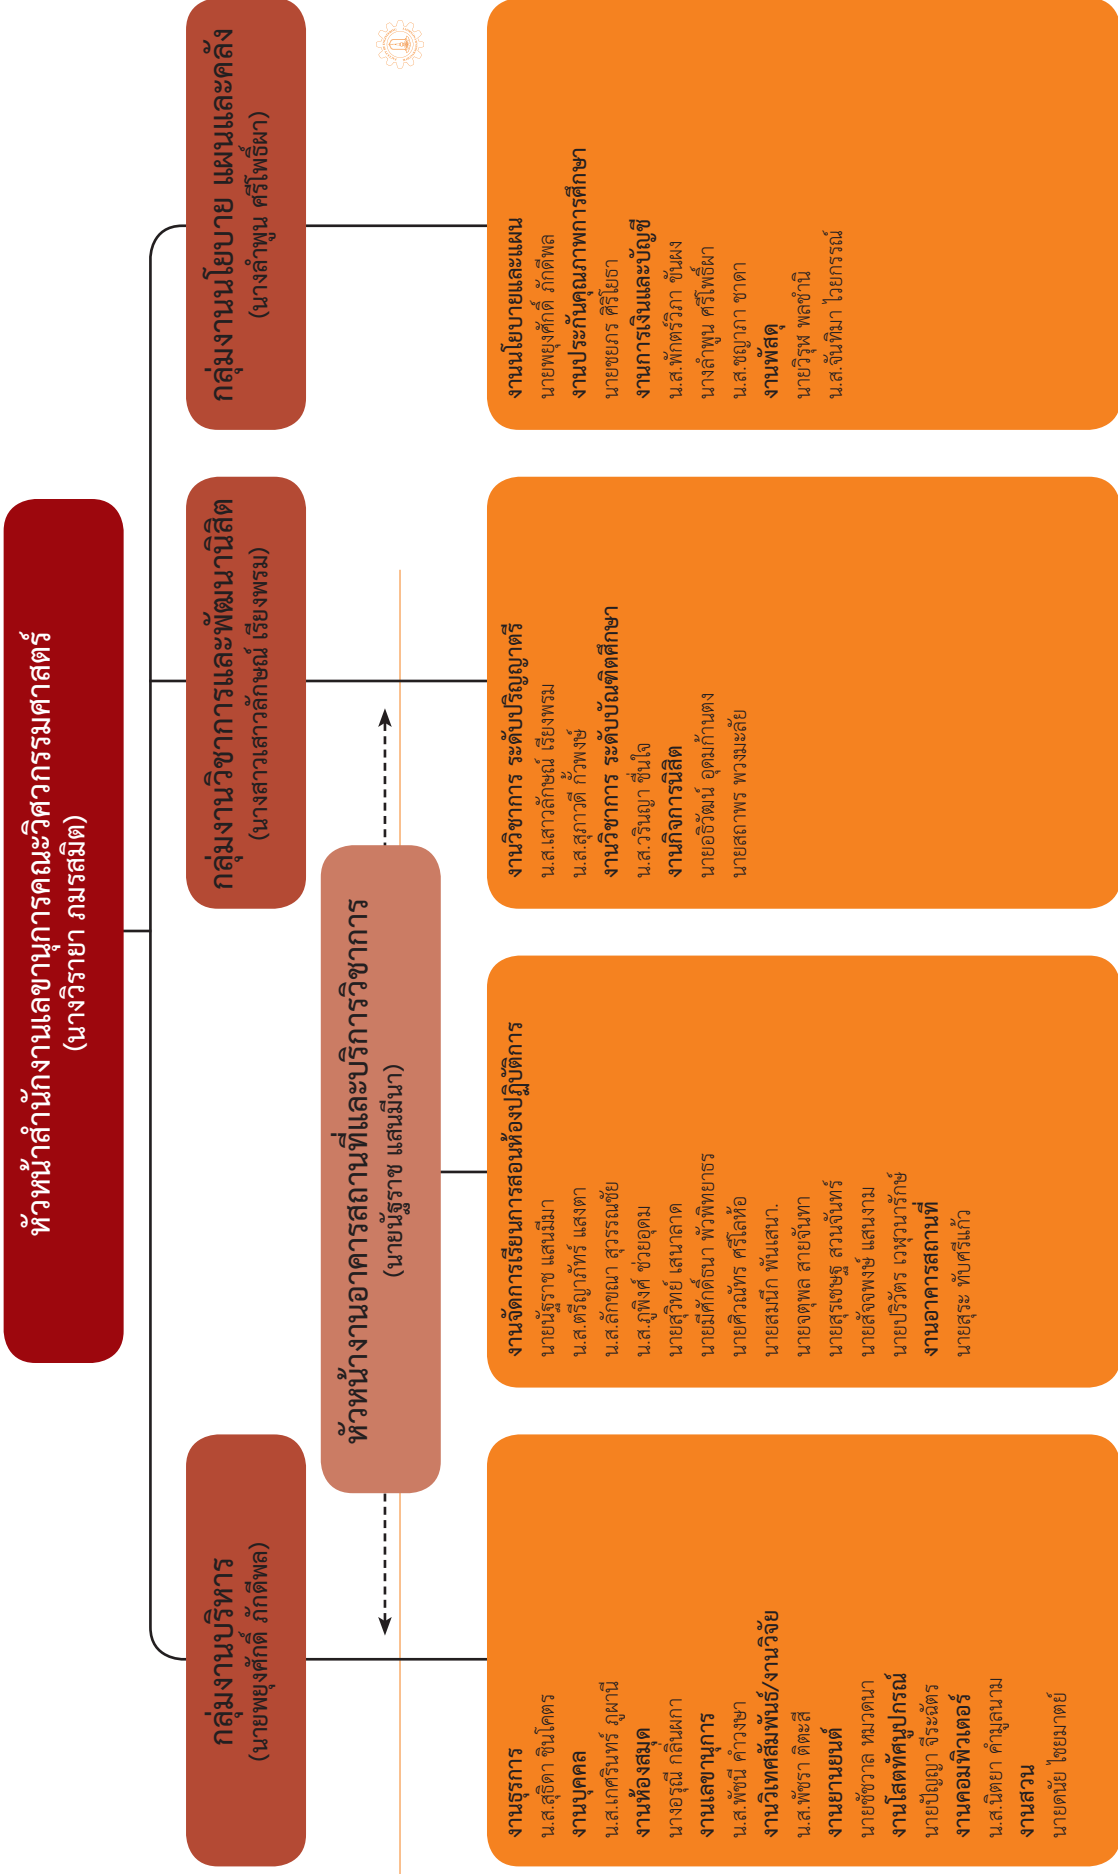 หัวหน้าสำนักงานเลขานุการคณะวิศวกรรมศาสตร์
(นางวิรายา ภมรสมิต)
กลุ่มงานบริหาร
(นายพยุงศักดิ์ ภักดีพล)
กลุ่มงานวิชาการและพัฒนานิสิต
(นางสาวเสาวลักษณ์ เรียงพรม)
กลุ่มงานนโยบาย แผนและคลัง
(นางลำพูน ศรีโพธิ์ผา)
หัวหน้างานอาคารสถานที่และบริการวิชาการ
(นายนัฐราช แสนมีนา)
งานธุรการ
น.ส.สุธิดา ขินโคตร
งานบุคคล
น.ส.เกศรินทร์ ภูผานี
งานห้องสมุด
นางอรุณี กลิ่นผกา
งานเลขานุการ
น.ส.พัชนี คำวงษา
งานวิเทศสัมพันธ์/งานวิจัย
น.ส.พัชรา ติตะสี
งานยานยนต์
นายชัชวาล หมวดนา
งานโสตทัศนูปกรณ์
นายปัญญา จีระฉัตร
งานคอมพิวเตอร์
น.ส.นิตยา คำมูลนาม
งานสวน
นายดนัย ไชยมาตย์
งานจัดการเรียนการสอนห้องปฏิบัติการ
นายนัฐราช แสนมีมา
น.ส.ตรีญาภัทร์ แสงตา
น.ส.ลักขณา สุวรรณชัย
น.ส.ภูพิงค์ ช่วยอุดม
นายสุวิทย์ เสนาลาด
นายมีศักดิ์ธนา พัวพิทยาธร
นายศิวณัทร ศรีโลห้อ
นายสมนึก พันเสนา.
นายจตุพล สายจันทา
นายสุรเชษฐ สวนจันทร์
นายสัจจพงษ์ แสนงาม
นายปริวัตร เวฬุวนารักษ์
งานอาคารสถานที่
นายสุระ ทับศรีแก้ว
งานวิชาการ ระดับปริญญาตรี
น.ส.เสาวลักษณ์ เรียงพรม
น.ส.สุภาวดี ก้ัวพงษ์
งานวิชาการ ระดับบัณฑิตศึกษา
น.ส.วรินญา ชื่นใจ
งานกิจการนิสิต
นายอธิวัฒน์ อุดมก้านตง
นายสถาพร พวงมะลัย
งานนโยบายและแผน
นายพยุงศักดิ์ ภักดีพล
งานประกันคุณภาพการศึกษา
นายชยภร ศิริโยธา
งานการเงินและบัญชี
น.ส.พักตร์วิภา ขันผง
นางลำพูน ศรีโพธิ์ผา
น.ส.ชญาภา ชาดา
งานพัสดุ
นายวิรุฬ พลชำนิ
น.ส.จันทิมา ไวยกรรณ์